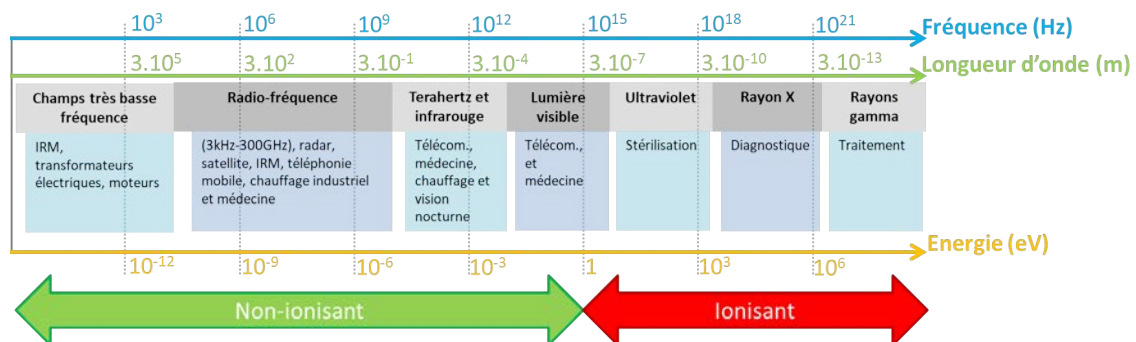 10³ 10⁶ 10⁹ 10¹² 10¹⁵ 10¹⁸ 10²¹ Fréquence (Hz)
3.10⁵ 3.10² 3.10⁻¹ 3.10⁻⁴ 3.10⁻⁷ 3.10⁻¹⁰ 3.10⁻¹³ Longueur d'onde (m)
Champs très basse
fréquence
Radio-fréquence
Terahertz et
infrarouge
Lumière
visible
Ultraviolet
Rayon X
Rayons
gamma
IRM,
transformateurs
électriques, moteurs
(3kHz-300GHz), radar,
satellite, IRM, téléphonie
mobile, chauffage industriel
et médecine
Télécom.,
médecine,
chauffage et
vision
nocturne
Télécom.,
et
médecine
Stérilisation
Diagnostique
Traitement
Energie (eV)
10⁻¹² 10⁻⁹ 10⁻⁶ 10⁻³ 1 10³ 10⁶
Non-ionisant
Ionisant